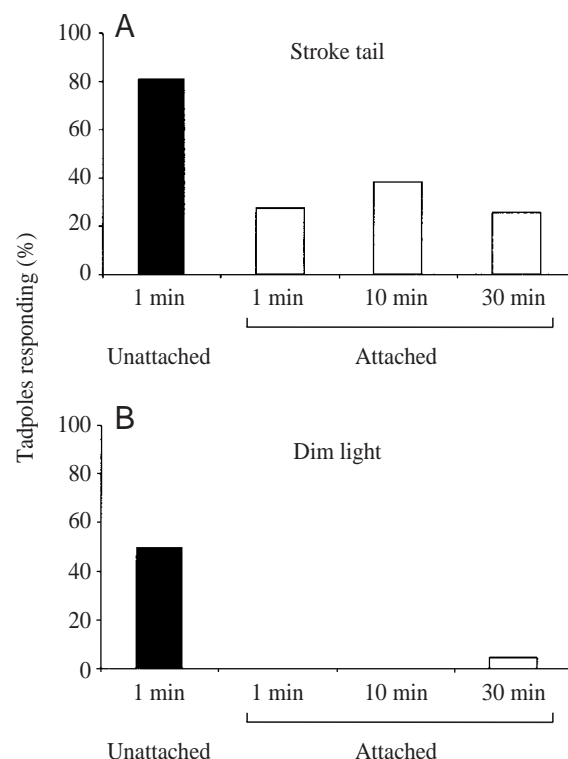 A
Stroke tail
100
80
60
40
20
0
1 min 1 min 10 min 30 min
Unattached Attached
Tadpoles responding (%)
B
Dim light
100
80
60
40
20
0
1 min 1 min 10 min 30 min
Unattached Attached